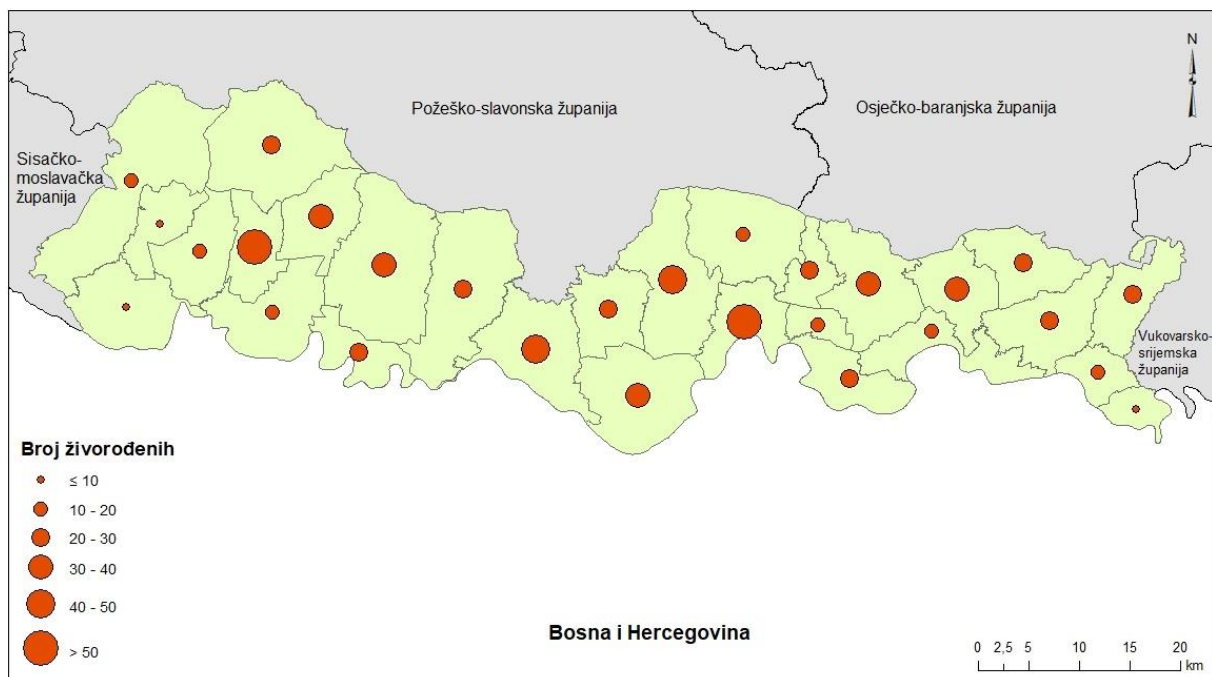 N
Požeško-slavonska županija
Osječko-baranjska županija
Sisačko-
moslavačka
županija
Vukovarsko-
srijemska
županija
Broj živorođenih
≤ 10
10 - 20
20 - 30
30 - 40
40 - 50
> 50
Bosna i Hercegovina
0 2,5 5 10 15 20
km